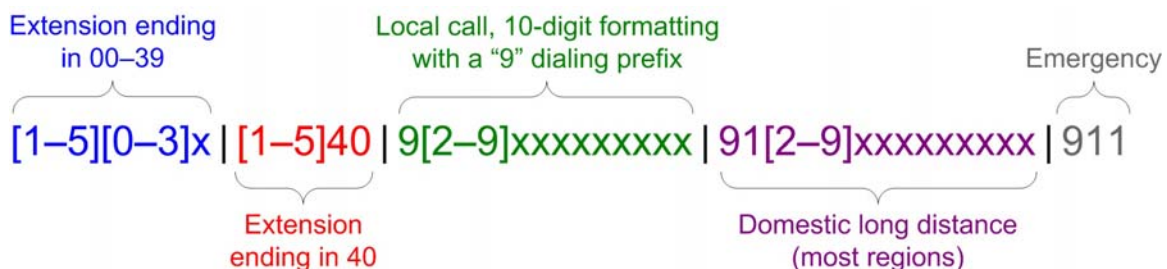 Extension ending
in 00–39
Local call, 10-digit formatting
with a “9” dialing prefix
Emergency
[1–5][0–3]x | [1–5]40 | 9[2–9]xxxxxxxxx | 91[2–9]xxxxxxxxx | 911
Extension
ending in 40
Domestic long distance
(most regions)